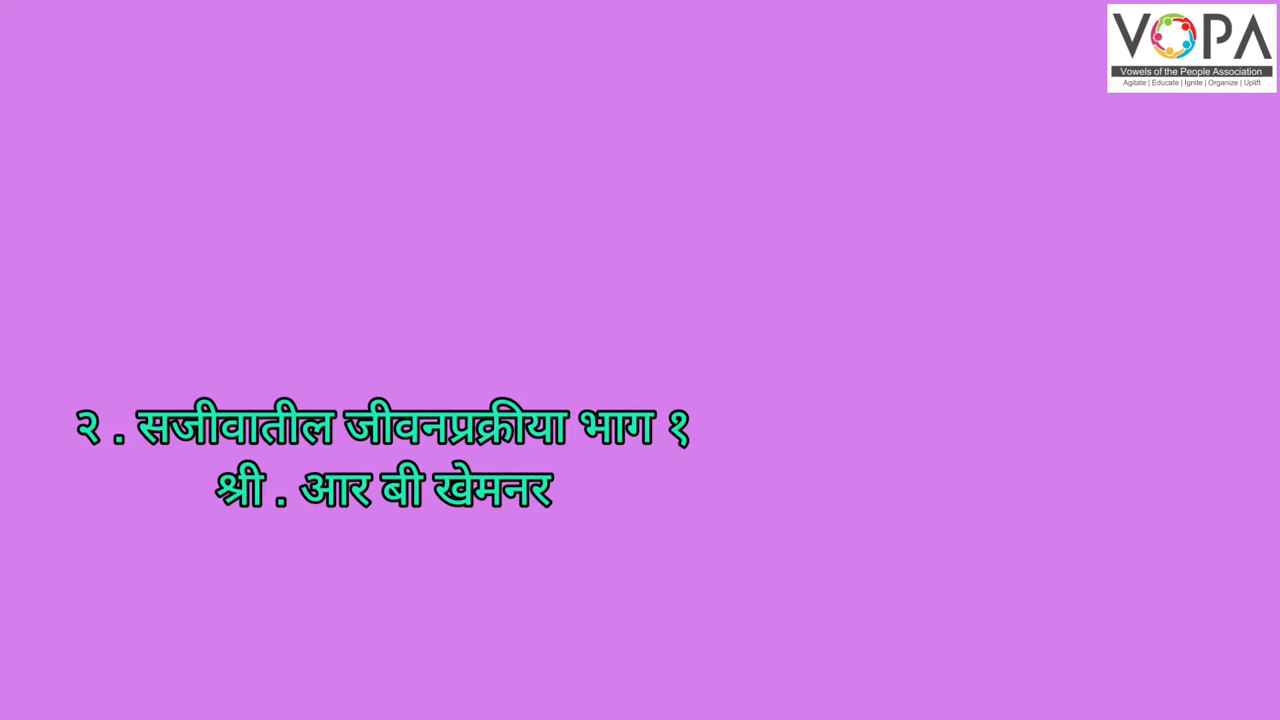 VOPA
Vowels of the People Association
Agitate | Educate | Ignite | Organize | Uplift
२ . सजीवातील जीवनप्रक्रीया भाग १
श्री . आर बी खेमनर